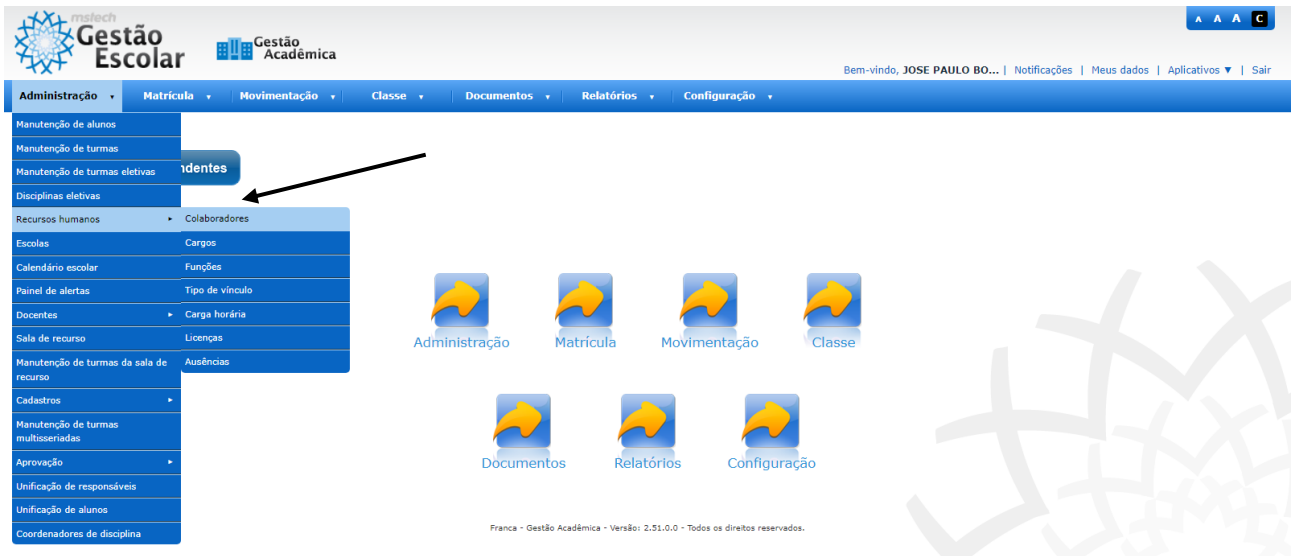 mstech
Gestão
Escolar
Gestão
Acadêmica
A A A C
Bem-vindo, JOSE PAULO BO... | Notificações | Meus dados | Aplicativos ▼ | Sair
Administração Matrícula Movimentação Classe Documentos Relatórios Configuração
Manutenção de alunos
Manutenção de turmas
Manutenção de turmas eletivas
ndentes
Disciplinas eletivas
Recursos humanos
Colaboradores
Escolas
Cargos
Calendário escolar
Funções
Painel de alertas
Tipo de vínculo
Docentes
Carga horária
Sala de recurso
Licenças
Manutenção de turmas da sala de
recurso
Ausências
Cadastros
Manutenção de turmas
multisseriadas
Aprovação
Unificação de responsáveis
Unificação de alunos
Coordenadores de disciplina
Administração Matrícula Movimentação Classe
Documentos Relatórios Configuração
Franca - Gestão Acadêmica - Versão: 2.51.0.0 - Todos os direitos reservados.